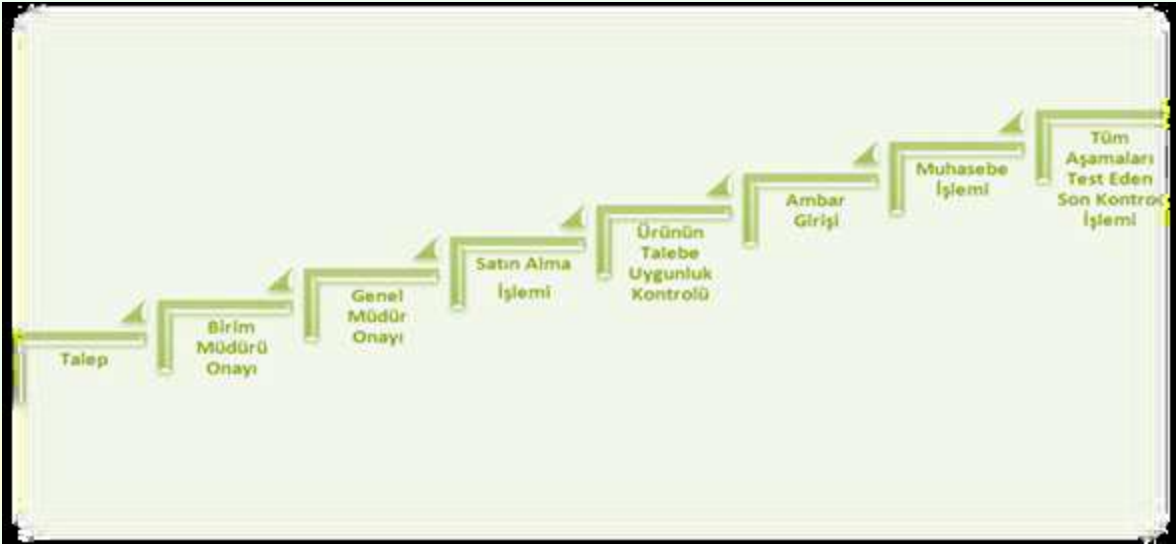 Talep
Birim
Müdürü
Onayı
Genel
Müdür
Onayı
Satın Alma
İşlemi
Ürünün
Talebe
Uygunluk
Kontrolü
Ambar
Girişi
Muhasebe
İşlemi
Tüm
Aşamaları
Test Eden
Son Kontrol
İşlemi